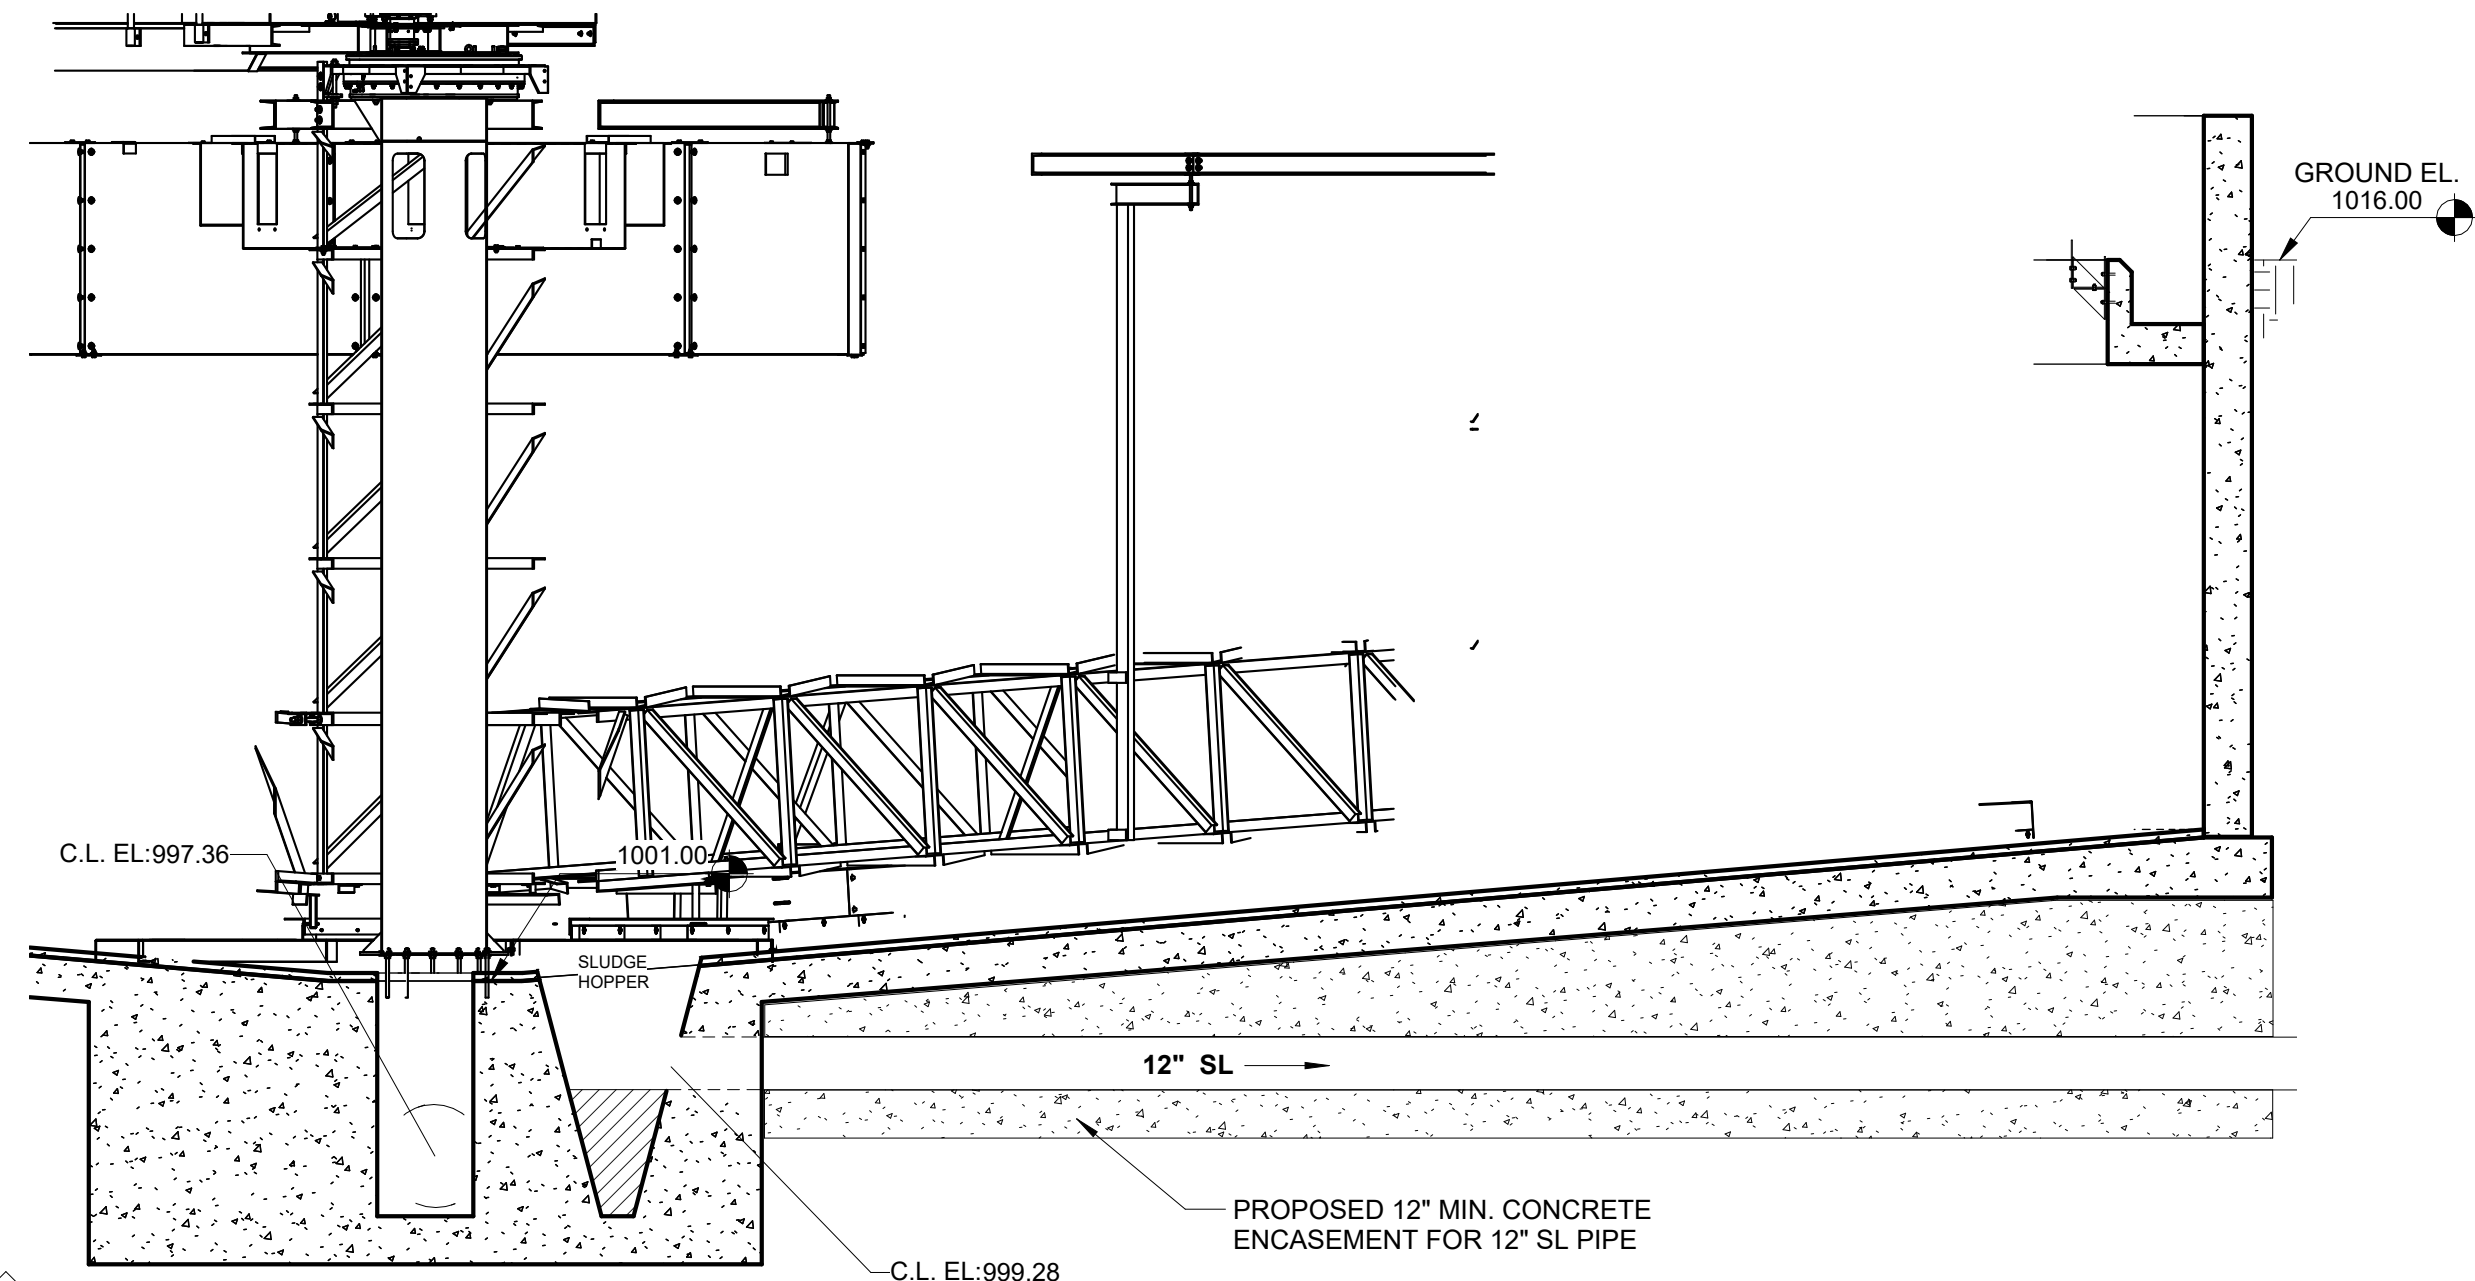 GROUND EL.
1016.00
C.L. EL:997.36
1001.00
SLUDGE
HOPPER
12" SL
PROPOSED 12" MIN. CONCRETE
ENCASEMENT FOR 12" SL PIPE
C.L. EL:999.28